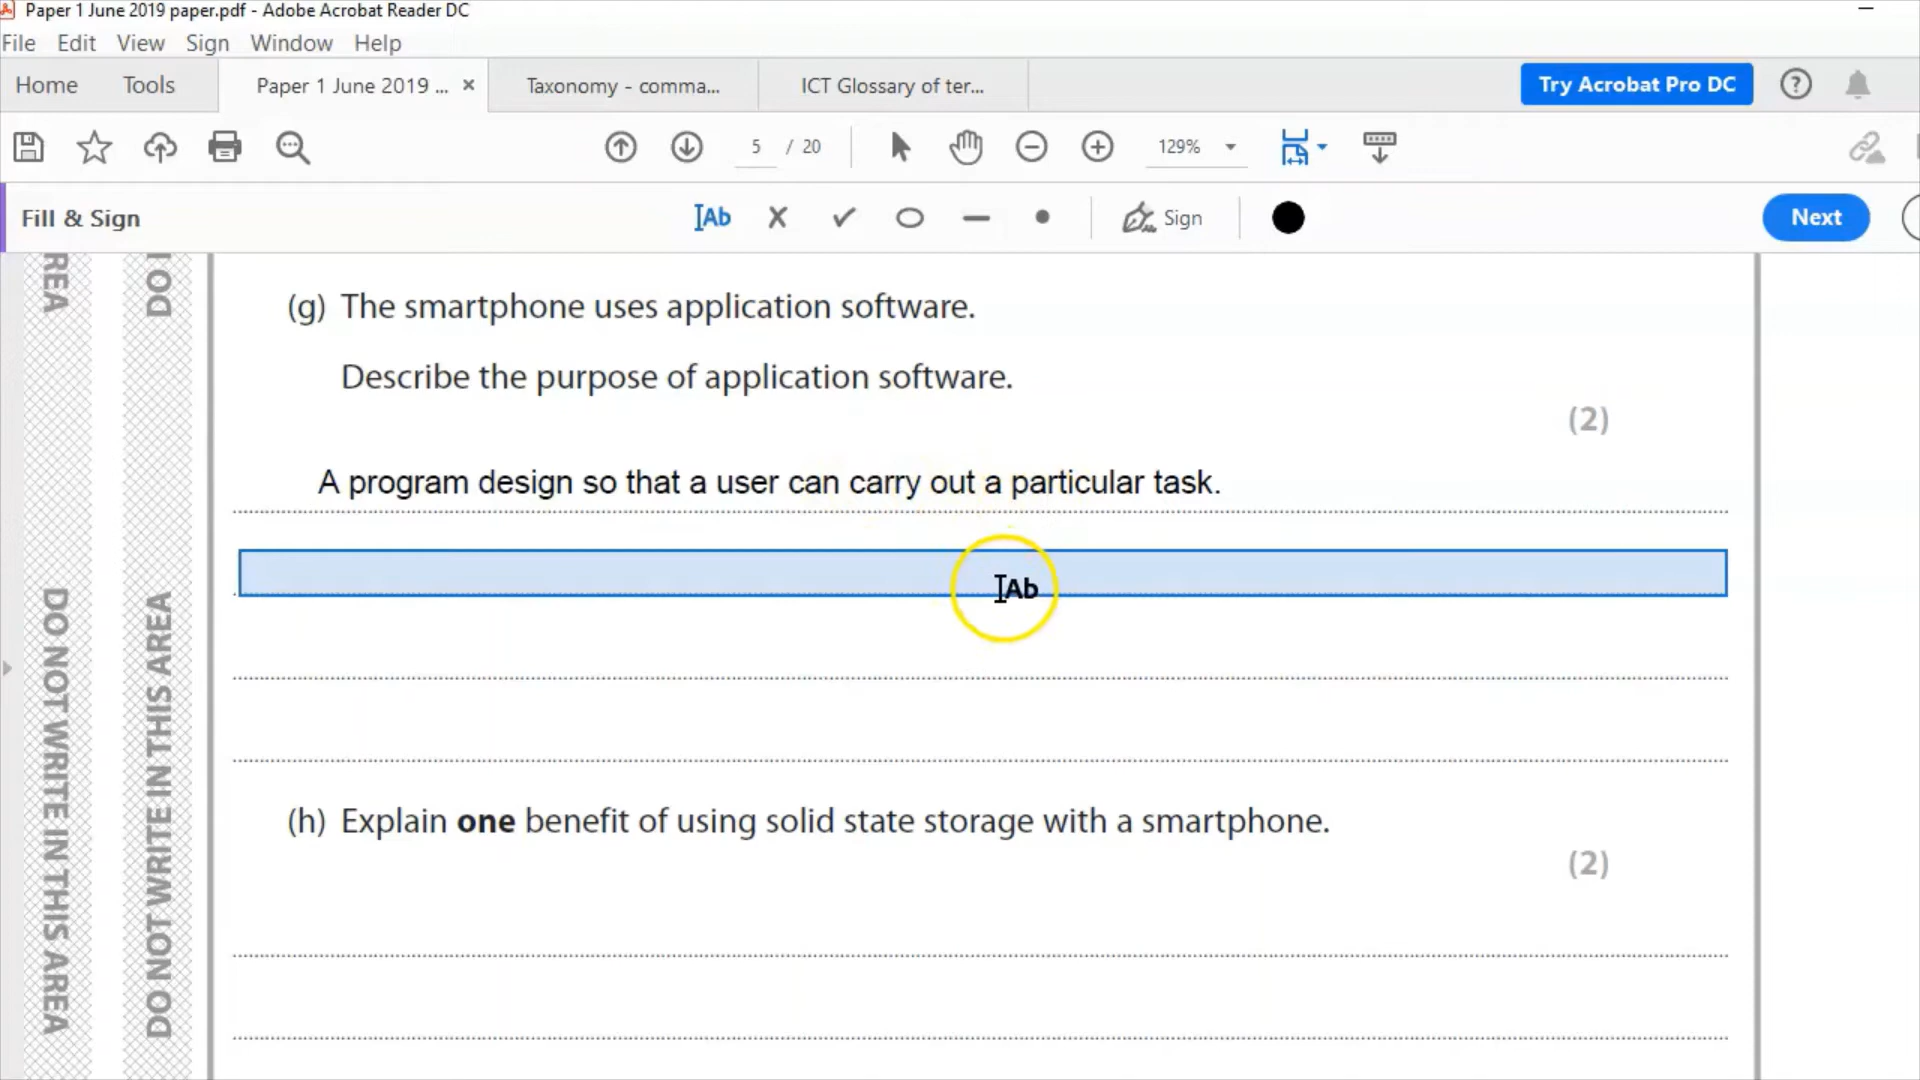 Paper 1 June 2019 paper.pdf - Adobe Acrobat Reader DC
File Edit View Sign Window Help
Home Tools Paper 1 June 2019 ... × Taxonomy - comma... ICT Glossary of ter... Try Acrobat Pro DC
5 / 20 129%
Fill & Sign Ab Sign Next
(g) The smartphone uses application software.
Describe the purpose of application software.
(2)
A program design so that a user can carry out a particular task.
Ab
(h) Explain one benefit of using solid state storage with a smartphone.
(2)
REA
DO NOT WRITE IN THIS AREA
DO
DO NOT WRITE IN THIS AREA